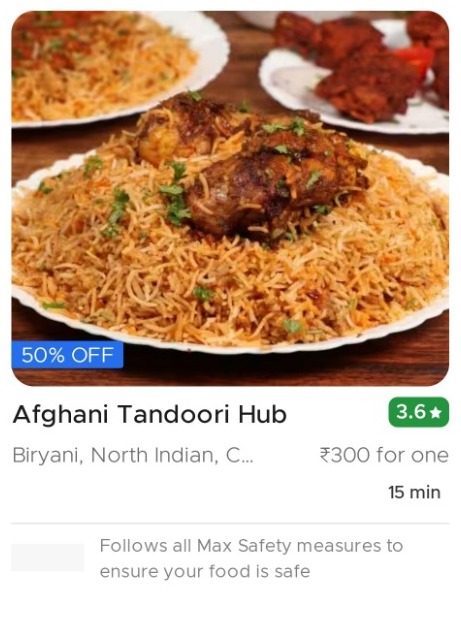 50% OFF
Afghani Tandoori Hub 3.6★
Biryani, North Indian, C... ₹300 for one
15 min
Follows all Max Safety measures to
ensure your food is safe